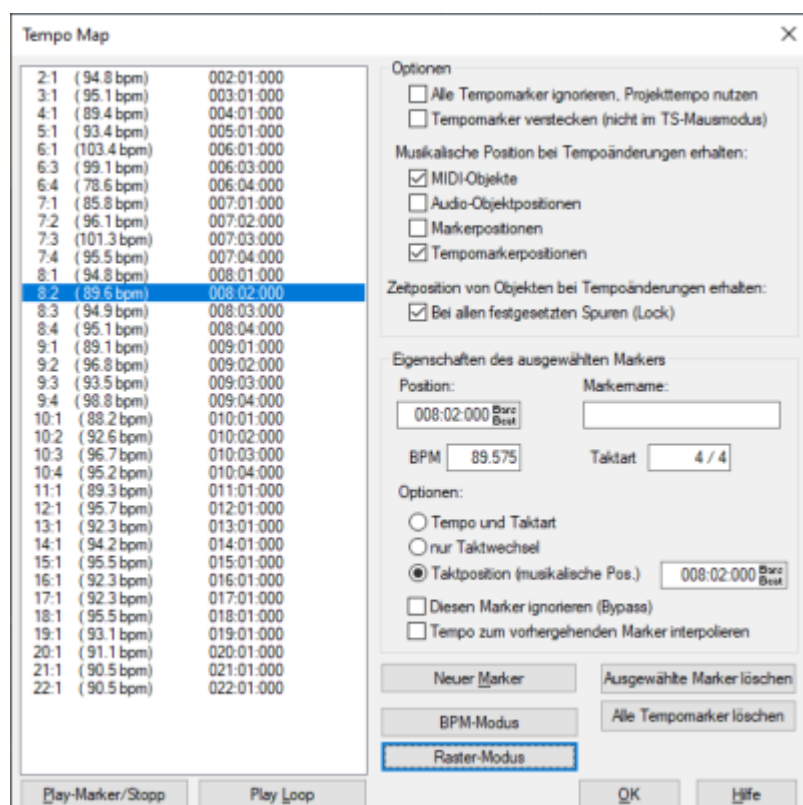 Tempo Map
2:1 ( 94.8 bpm) 002:01:000
3:1 ( 95.1 bpm) 003:01:000
4:1 ( 89.4 bpm) 004:01:000
5:1 ( 93.4 bpm) 005:01:000
6:1 (103.4 bpm) 006:01:000
6:3 ( 99.1 bpm) 006:03:000
6:4 ( 78.6 bpm) 006:04:000
7:1 ( 85.8 bpm) 007:01:000
7:2 ( 96.1 bpm) 007:02:000
7:3 (101.3 bpm) 007:03:000
7:4 ( 95.5 bpm) 007:04:000
8:1 ( 94.8 bpm) 008:01:000
8:2 ( 89.6 bpm) 008:02:000
8:3 ( 94.9 bpm) 008:03:000
8:4 ( 95.1 bpm) 008:04:000
9:1 ( 89.1 bpm) 009:01:000
9:2 ( 96.8 bpm) 009:02:000
9:3 ( 93.5 bpm) 009:03:000
9:4 ( 98.8 bpm) 009:04:000
10:1 ( 88.2 bpm) 010:01:000
10:2 ( 92.6 bpm) 010:02:000
10:3 ( 96.7 bpm) 010:03:000
10:4 ( 95.2 bpm) 010:04:000
11:1 ( 89.3 bpm) 011:01:000
12:1 ( 95.7 bpm) 012:01:000
13:1 ( 92.3 bpm) 013:01:000
14:1 ( 94.2 bpm) 014:01:000
15:1 ( 95.5 bpm) 015:01:000
16:1 ( 92.3 bpm) 016:01:000
17:1 ( 92.3 bpm) 017:01:000
18:1 ( 95.5 bpm) 018:01:000
19:1 ( 93.1 bpm) 019:01:000
20:1 ( 91.1 bpm) 020:01:000
21:1 ( 90.5 bpm) 021:01:000
22:1 ( 90.5 bpm) 022:01:000
Play-Marker/Stopp Play Loop
Optionen
Alle Tempomarker ignorieren, Projekttempo nutzen
Tempomarker verstecken (nicht im TS-Mausmodus)
Musikalische Position bei Tempoänderungen erhalten:
MIDI-Objekte
Audio-Objektpositionen
Markerpositionen
Tempomarkerpositionen
Zeitposition von Objekten bei Tempoänderungen erhalten:
Bei allen festgesetzten Spuren (Lock)
Eigenschaften des ausgewählten Markers
Position: Markername:
008:02:000 Bars Beat
BPM 89.575 Taktart 4 / 4
Optionen:
Tempo und Taktart
nur Taktwechsel
Taktposition (musikalische Pos.) 008:02:000 Bars Beat
Diesen Marker ignorieren (Bypass)
Tempo zum vorhergehenden Marker interpolieren
Neuer Marker Ausgewählte Marker löschen
BPM-Modus Alle Tempomarker löschen
Raster-Modus
OK Hilfe